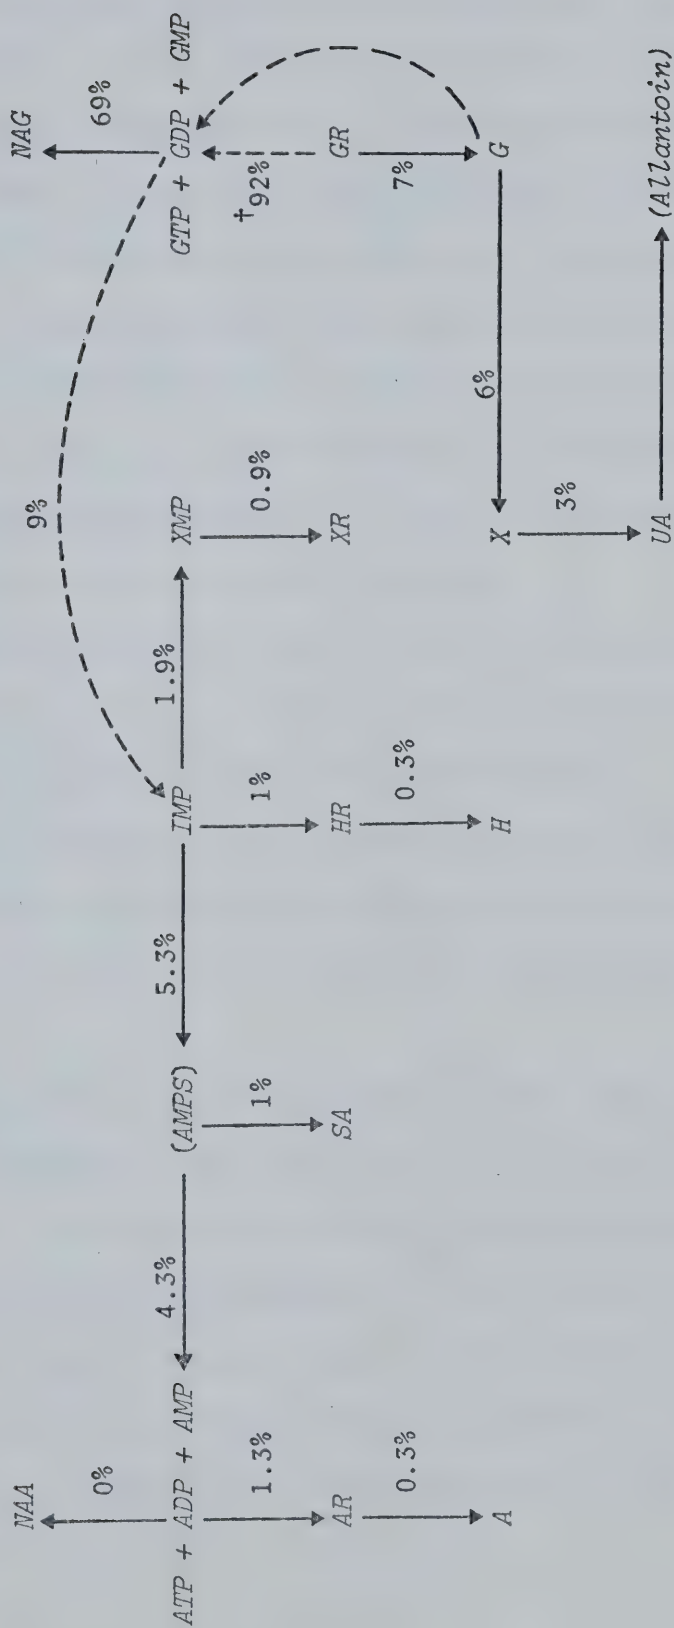 NAA
0%
ATP + ADP + AMP
1.3%
AR
0.3%
A
4.3%
(AMPS)
1%
SA
5.3%
IMP
1%
HR
0.3%
H
1.9%
XMP
0.9%
XR
9%
NAG
69%
GTP + GDP + GMP
†92%
GR
7%
G
6%
X
3%
UA
(Allantoin)